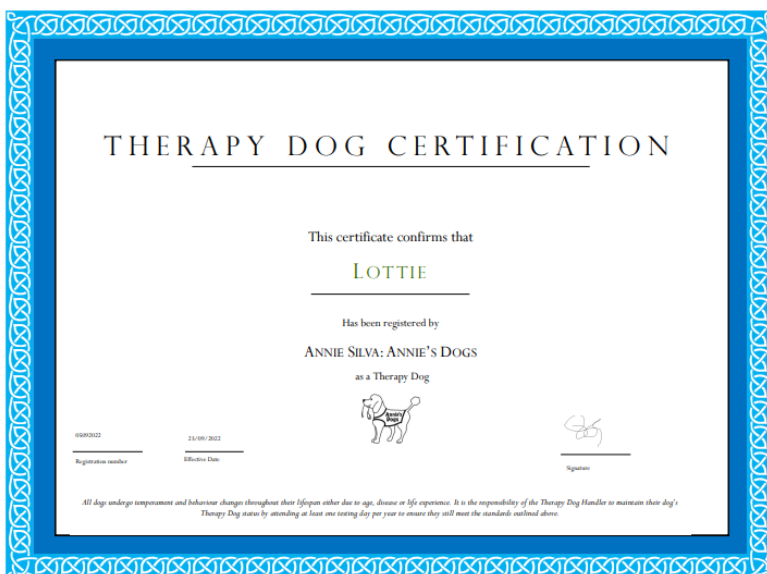 THERAPY DOG CERTIFICATION
This certificate confirms that
LOTTIE
Has been registered by
ANNIE SILVA: ANNIE'S DOGS
as a Therapy Dog
Annie's
Dogs
05092022
23/09/2022
Registration number
Effective Date
Signature
All dogs undergo temperament and behaviour changes throughout their lifespan either due to age, disease or life experience. It is the responsibility of the Therapy Dog Handler to maintain their dog's
Therapy Dog status by attending at least one testing day per year to ensure they still meet the standards outlined above.